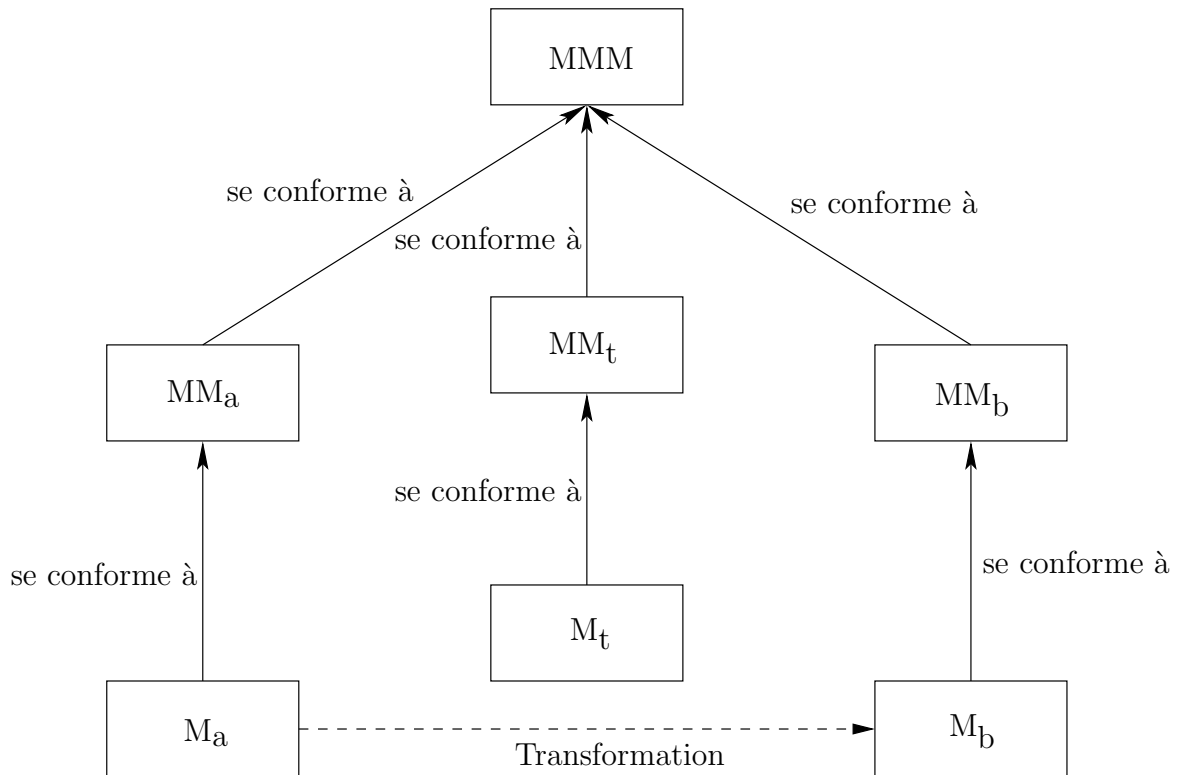 MMM
se conforme à
se conforme à
se conforme à
MMt
MMa
MMb
se conforme à
se conforme à
se conforme à
Mt
Ma
Mb
Transformation